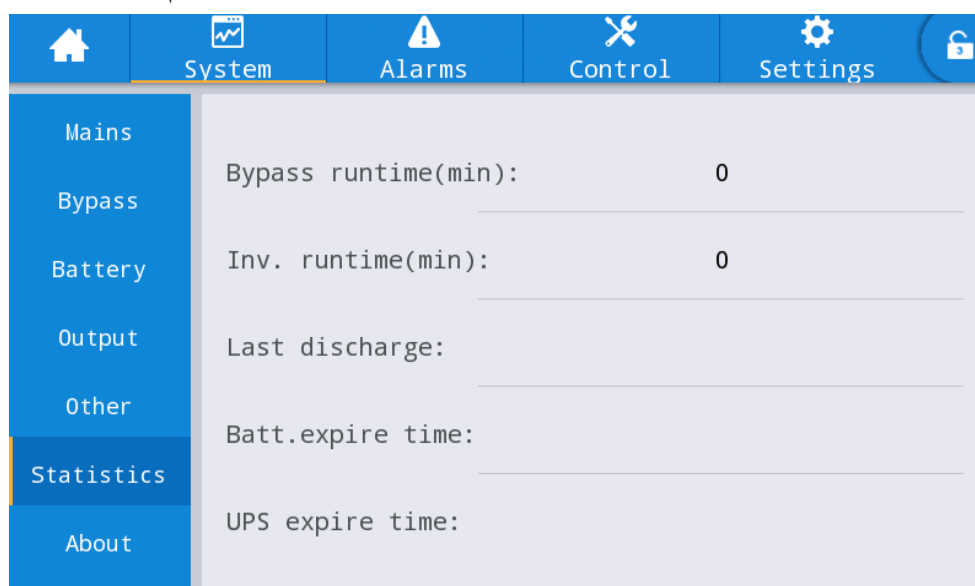 System
Alarms
Control
Settings
3
Mains
Bypass
Battery
Output
Other
Statistics
About
Bypass runtime(min): 0
Inv. runtime(min): 0
Last discharge:
Batt.expire time:
UPS expire time: